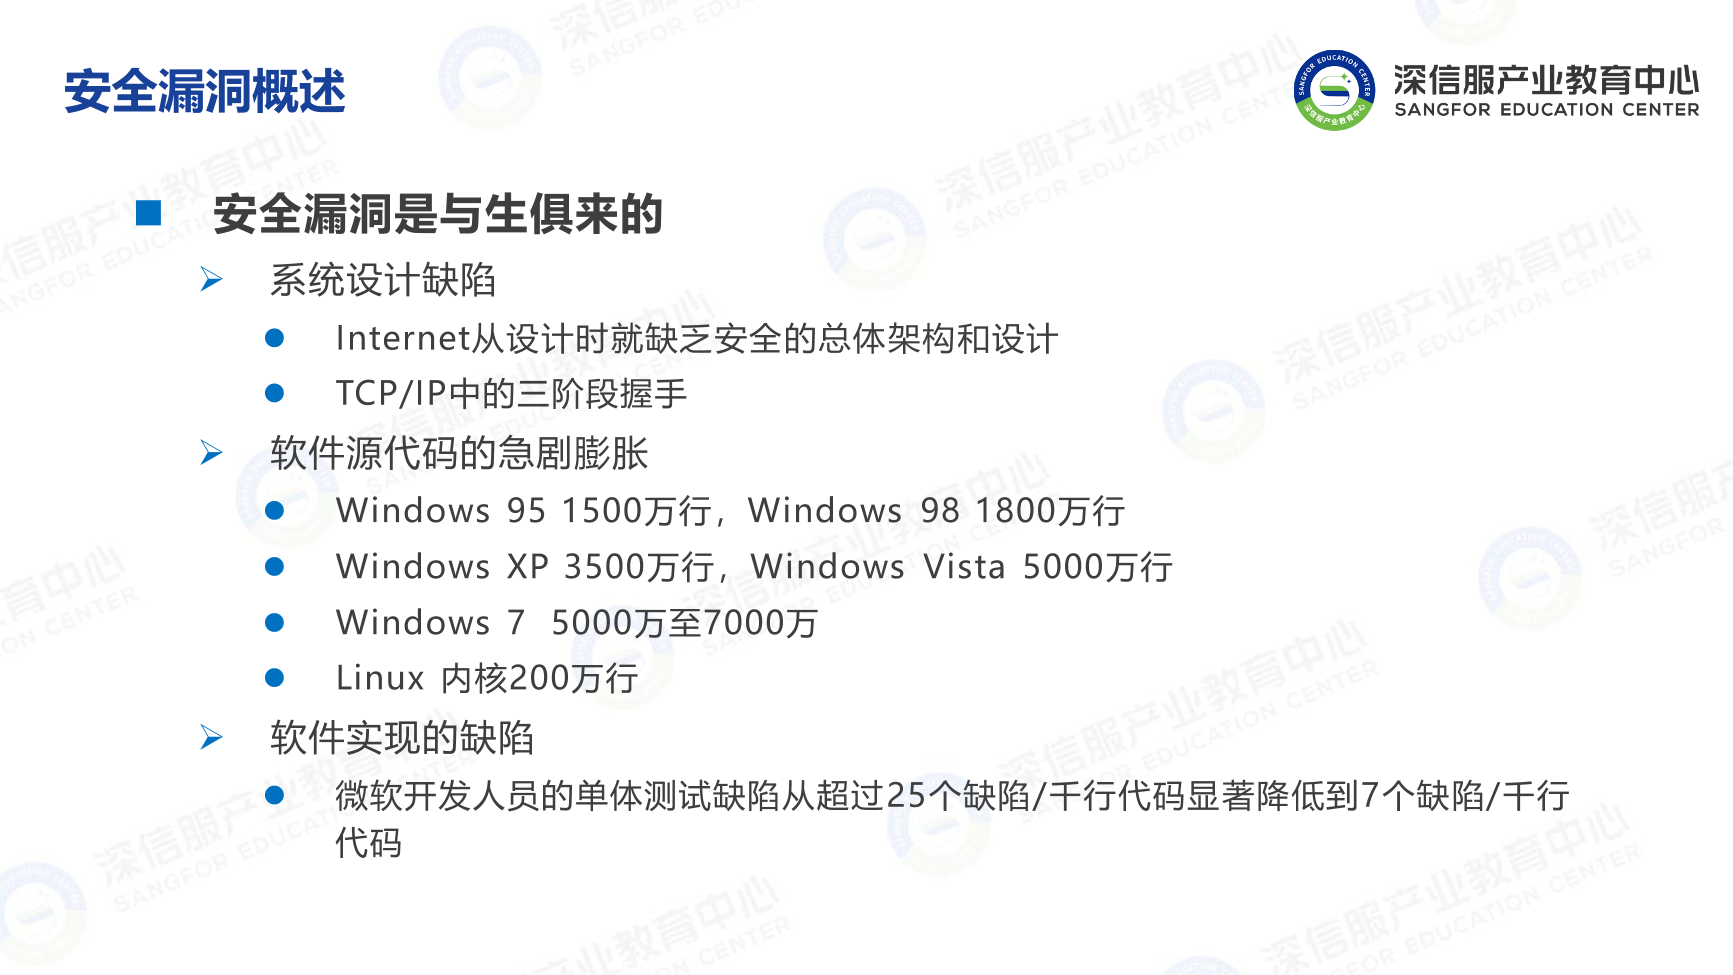 安全漏洞概述
深信服产业教育中心
SANGFOR EDUCATION CENTER
安全漏洞是与生俱来的
系统设计缺陷
Internet从设计时就缺乏安全的总体架构和设计
TCP/IP中的三阶段握手
软件源代码的急剧膨胀
Windows 95 1500万行，Windows 98 1800万行
Windows XP 3500万行，Windows Vista 5000万行
Windows 7 5000万至7000万
Linux 内核200万行
软件实现的缺陷
微软开发人员的单体测试缺陷从超过25个缺陷/千行代码显著降低到7个缺陷/千行
代码